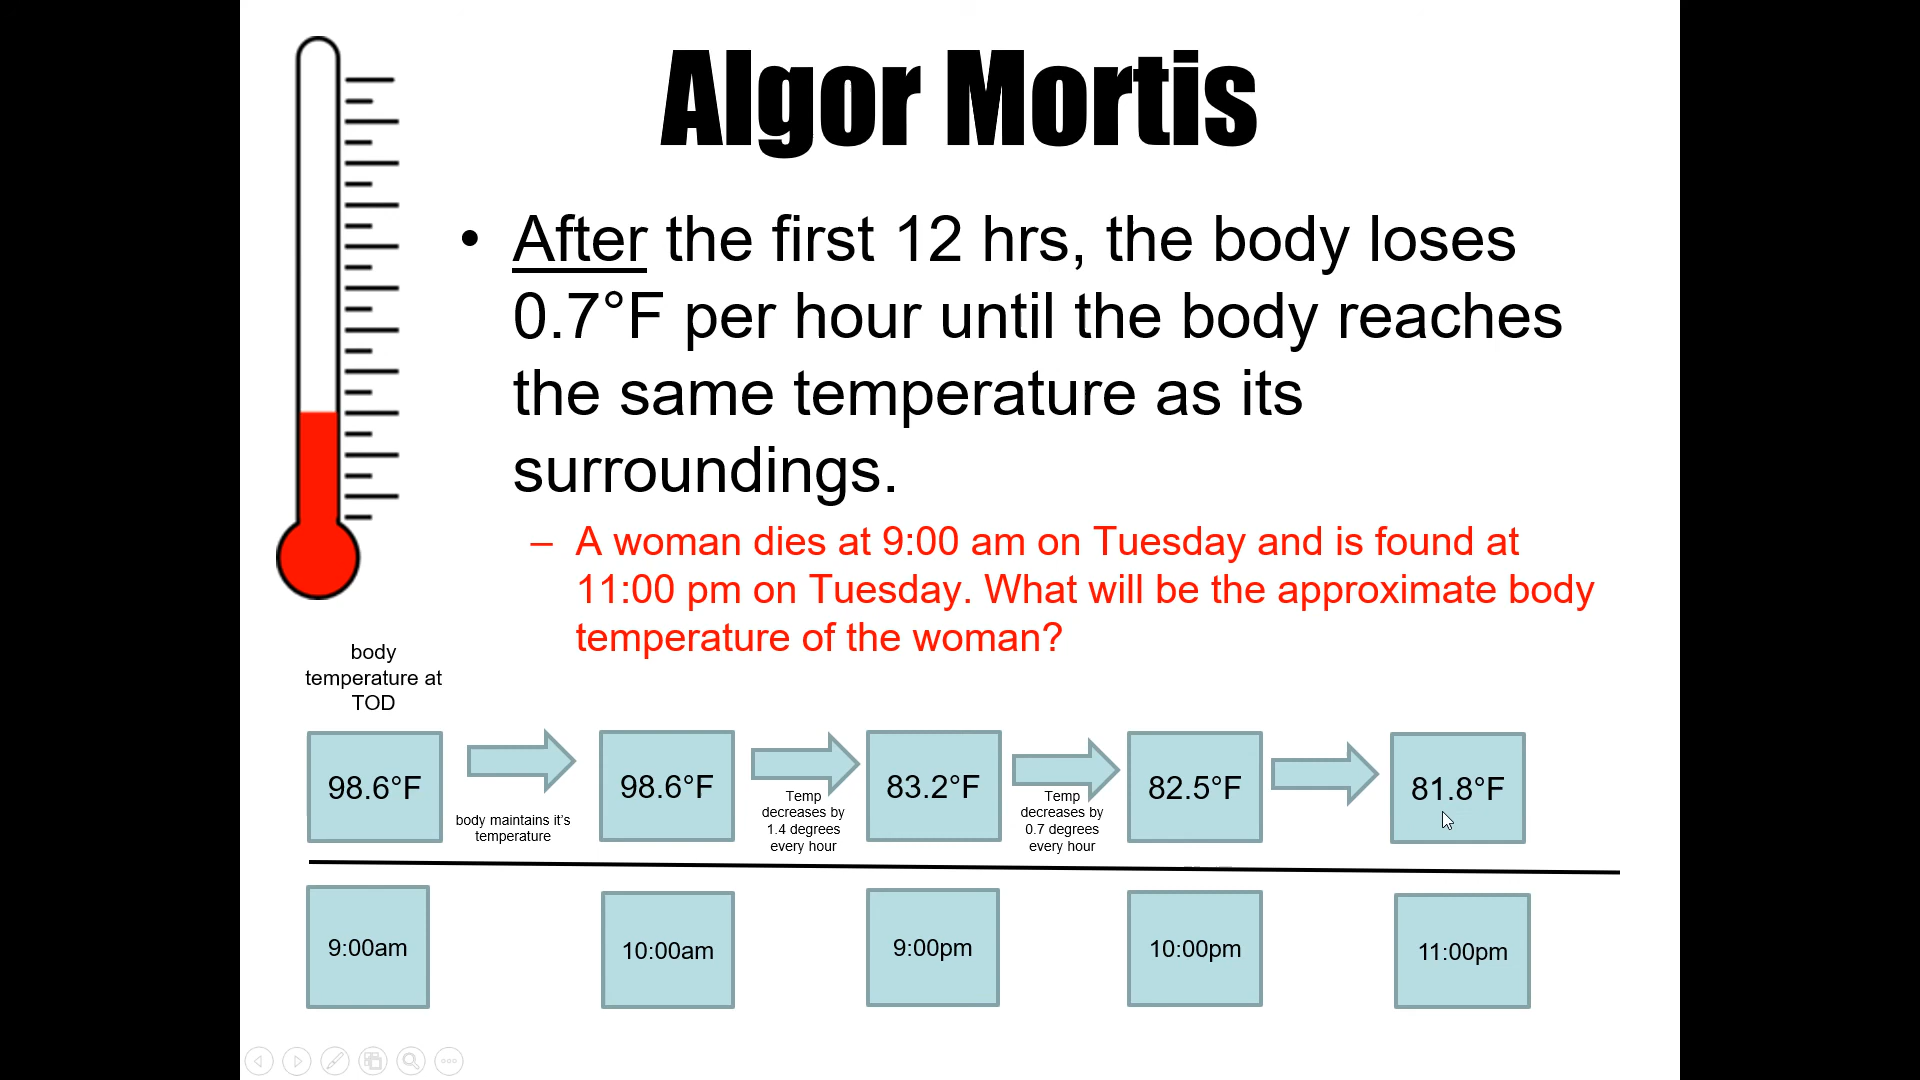 Algor Mortis
• After the first 12 hrs, the body loses
0.7°F per hour until the body reaches
the same temperature as its
surroundings.
– A woman dies at 9:00 am on Tuesday and is found at
11:00 pm on Tuesday. What will be the approximate body
temperature of the woman?
body
temperature at
TOD
98.6°F
body maintains it's
temperature
98.6°F
Temp
decreases by
1.4 degrees
every hour
83.2°F
Temp
decreases by
0.7 degrees
every hour
82.5°F
81.8°F
9:00am
10:00am
9:00pm
10:00pm
11:00pm